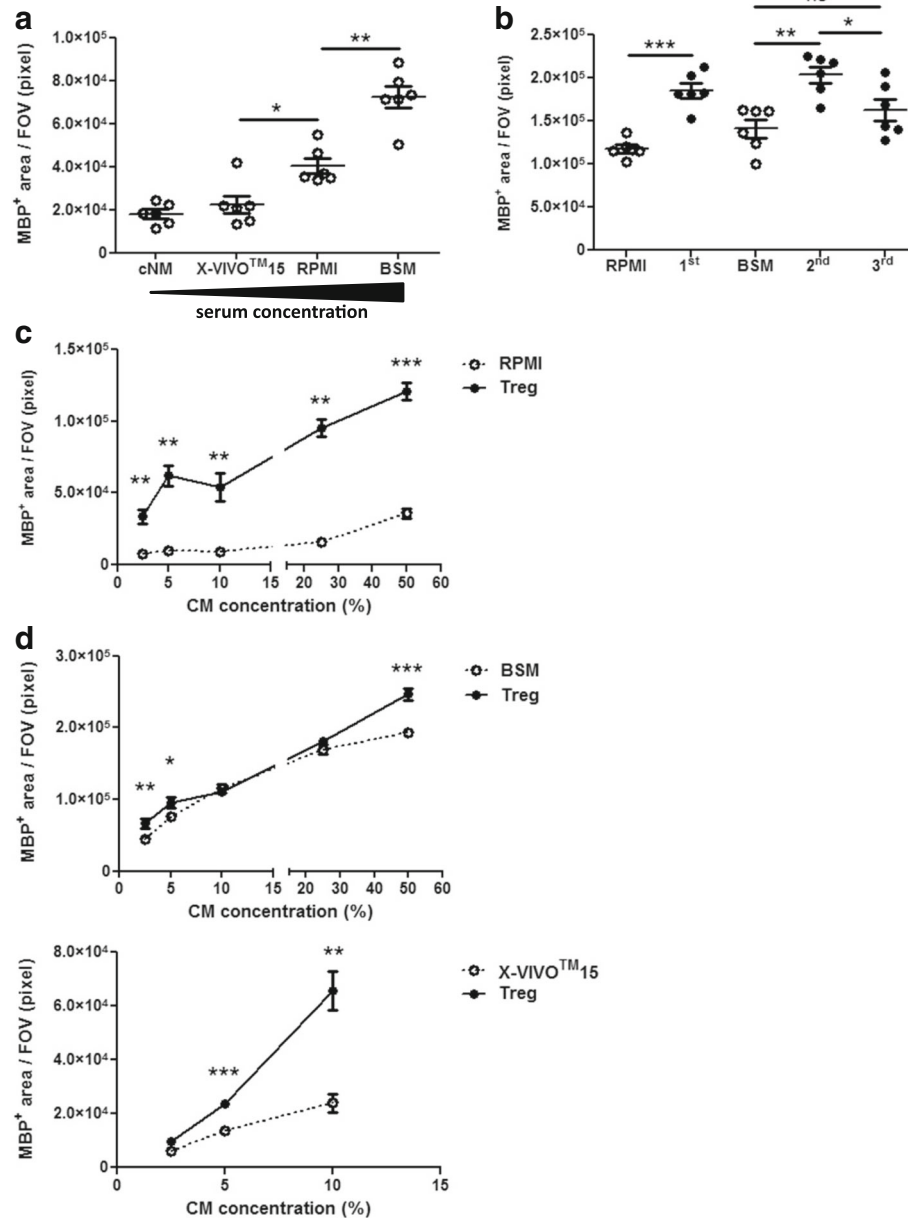 a
MBP⁺ area / FOV (pixel)
1.0×10⁵
8.0×10⁴
6.0×10⁴
4.0×10⁴
2.0×10⁴
0
*
**
cNM X-VIVO™15 RPMI BSM
serum concentration
b
MBP⁺ area / FOV (pixel)
2.5×10⁵
2.0×10⁵
1.5×10⁵
1.0×10⁵
5.0×10⁴
0
***
**
*
RPMI 1st BSM 2nd 3rd
c
MBP⁺ area / FOV (pixel)
1.5×10⁵
1.0×10⁵
5.0×10⁴
0
** ** ** ** ***
0 5 10 15 20 30 40 50 60
CM concentration (%)
RPMI
Treg
d
MBP⁺ area / FOV (pixel)
3.0×10⁵
2.0×10⁵
1.0×10⁵
0
** * ***
0 5 10 15 20 30 40 50 60
CM concentration (%)
BSM
Treg
MBP⁺ area / FOV (pixel)
8.0×10⁴
6.0×10⁴
4.0×10⁴
2.0×10⁴
0
*** **
0 5 10 15
CM concentration (%)
X-VIVO™15
Treg